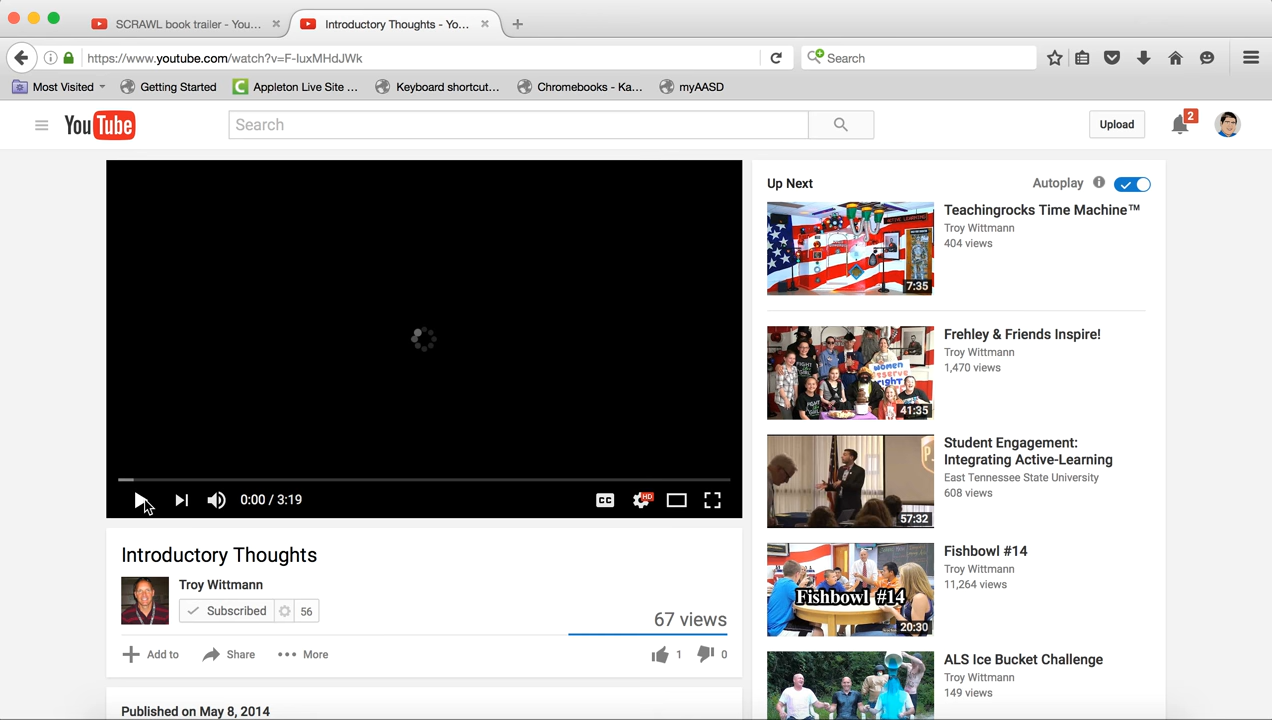 SCRAWL book trailer - You...
Introductory Thoughts - Yo...
https://www.youtube.com/watch?v=F-IuxMHdJWk
Search
Most Visited
Getting Started
Appleton Live Site ...
Keyboard shortcut...
Chromebooks - Ka...
myAASD
YouTube
Search
Upload
2
Up Next
Autoplay
Teachingrocks Time Machine™
Troy Wittmann
404 views
7:35
Frehley & Friends Inspire!
Troy Wittmann
1,470 views
41:35
Student Engagement:
Integrating Active-Learning
East Tennessee State University
608 views
57:32
Fishbowl #14
Troy Wittmann
11,264 views
Fishbowl #14
20:30
ALS Ice Bucket Challenge
Troy Wittmann
149 views
0:00 / 3:19
CC
HD
Introductory Thoughts
Troy Wittmann
Subscribed
56
67 views
Add to
Share
More
1
0
Published on May 8, 2014